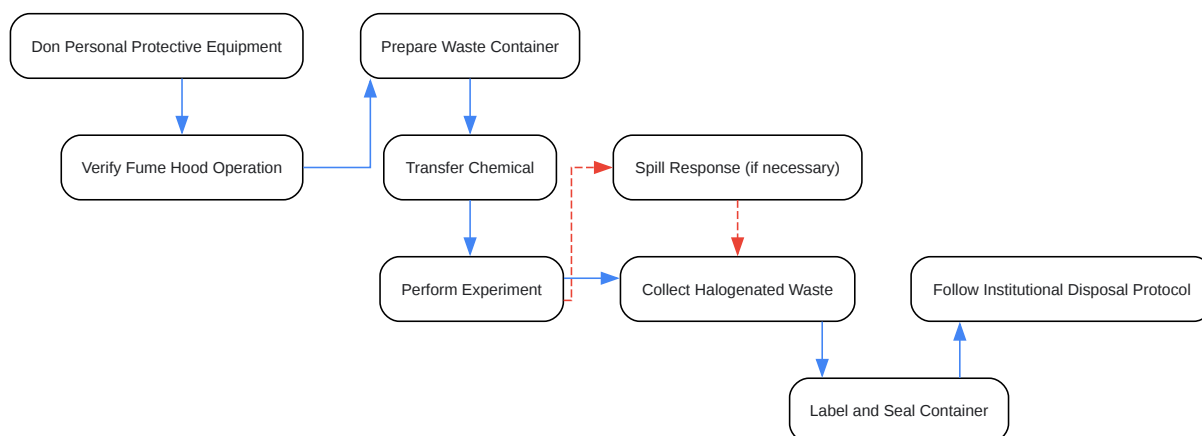 Don Personal Protective Equipment
Prepare Waste Container
Verify Fume Hood Operation
Transfer Chemical
Spill Response (if necessary)
Perform Experiment
Collect Halogenated Waste
Follow Institutional Disposal Protocol
Label and Seal Container